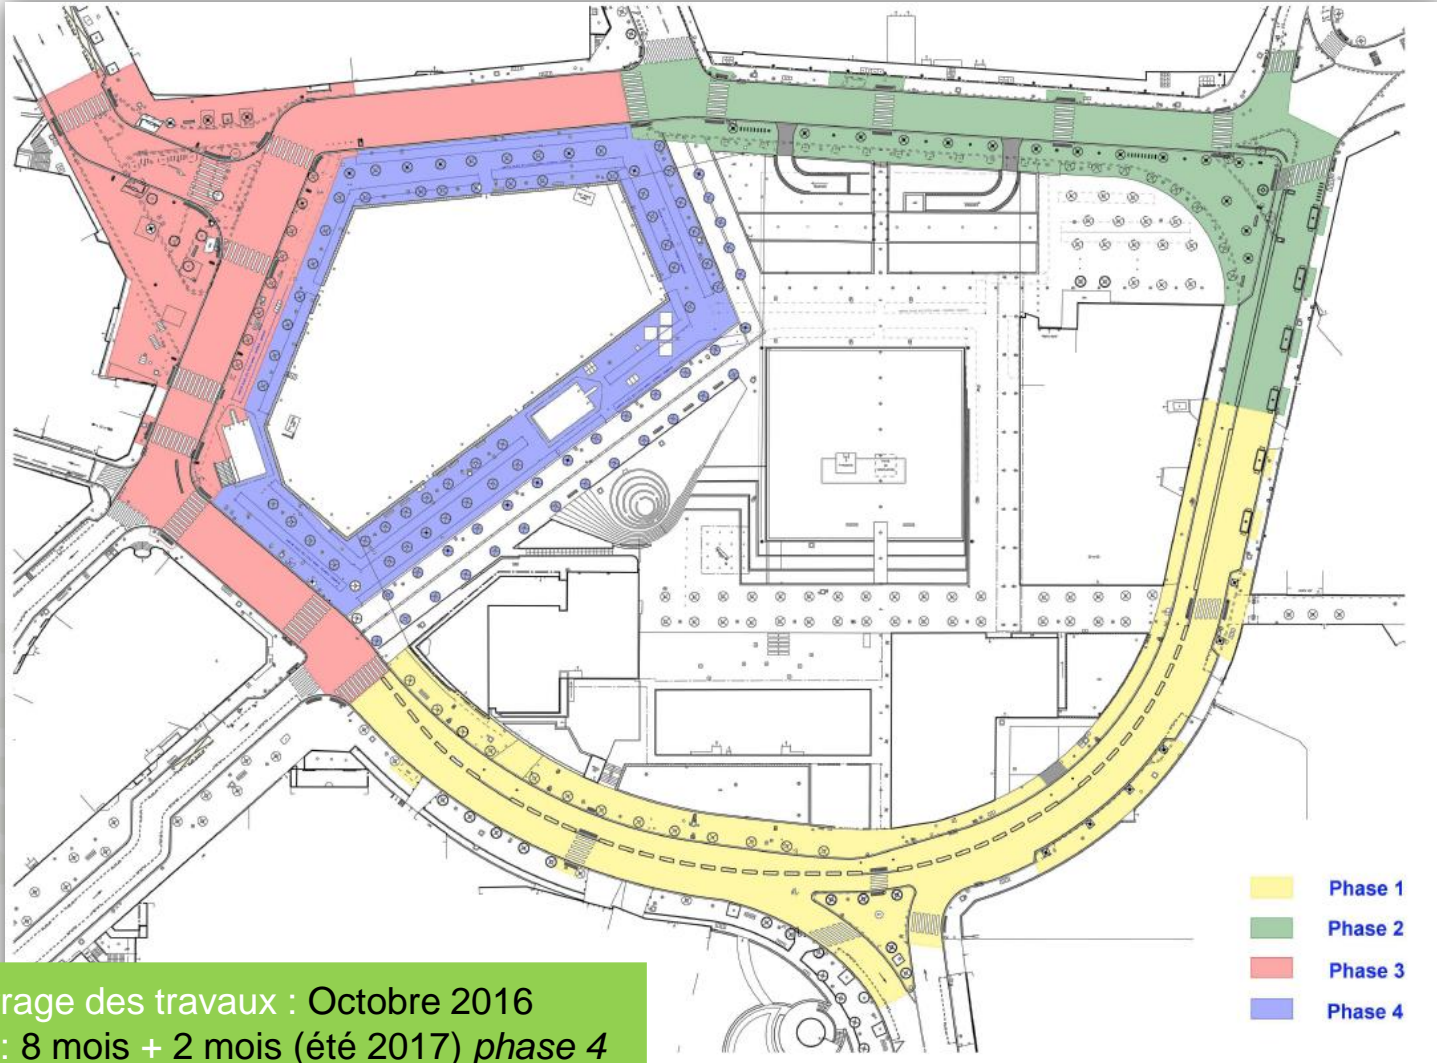 Phase 1
Phase 2
Phase 3
Phase 4
rage des travaux : Octobre 2016
: 8 mois + 2 mois (été 2017) phase 4